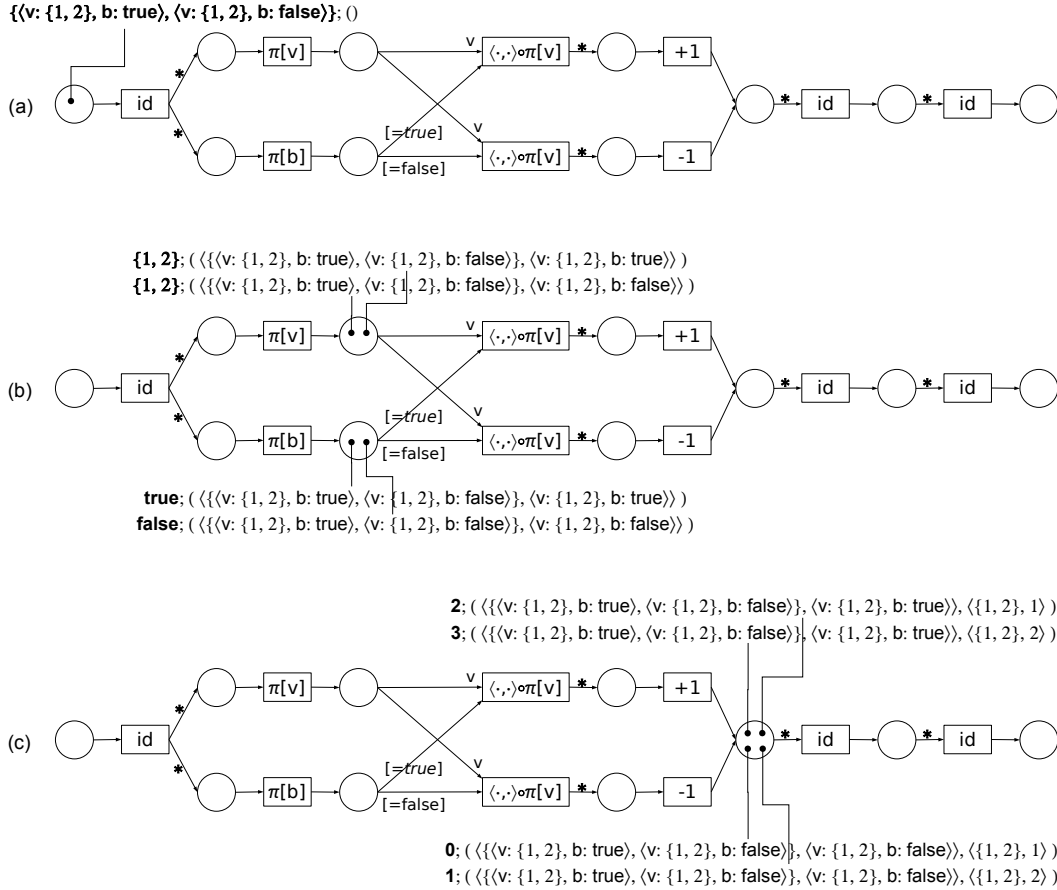 {⟨v: {1, 2}, b: true⟩, ⟨v: {1, 2}, b: false⟩}; ()
π[v] v ⟨·,·⟩∘π[v] * +1
*
(a) id * id * id
*
[=true] v
π[b] [=false] ⟨·,·⟩∘π[v] * -1
{1, 2}; ( ⟨{⟨v: {1, 2}, b: true⟩, ⟨v: {1, 2}, b: false⟩}, ⟨v: {1, 2}, b: true⟩⟩ )
{1, 2}; ( ⟨{⟨v: {1, 2}, b: true⟩, ⟨v: {1, 2}, b: false⟩}, ⟨v: {1, 2}, b: false⟩⟩ )
π[v] v ⟨·,·⟩∘π[v] * +1
*
(b) id * id * id
*
[=true] v
π[b] [=false] ⟨·,·⟩∘π[v] * -1
true; ( ⟨{⟨v: {1, 2}, b: true⟩, ⟨v: {1, 2}, b: false⟩}, ⟨v: {1, 2}, b: true⟩⟩ )
false; ( ⟨{⟨v: {1, 2}, b: true⟩, ⟨v: {1, 2}, b: false⟩}, ⟨v: {1, 2}, b: false⟩⟩ )
2; ( ⟨{⟨v: {1, 2}, b: true⟩, ⟨v: {1, 2}, b: false⟩}, ⟨v: {1, 2}, b: true⟩⟩, ⟨{1, 2}, 1⟩ )
3; ( ⟨{⟨v: {1, 2}, b: true⟩, ⟨v: {1, 2}, b: false⟩}, ⟨v: {1, 2}, b: true⟩⟩, ⟨{1, 2}, 2⟩ )
π[v] v ⟨·,·⟩∘π[v] * +1
*
(c) id * id * id
*
[=true] v
π[b] [=false] ⟨·,·⟩∘π[v] * -1
0; ( ⟨{⟨v: {1, 2}, b: true⟩, ⟨v: {1, 2}, b: false⟩}, ⟨v: {1, 2}, b: false⟩⟩, ⟨{1, 2}, 1⟩ )
1; ( ⟨{⟨v: {1, 2}, b: true⟩, ⟨v: {1, 2}, b: false⟩}, ⟨v: {1, 2}, b: false⟩⟩, ⟨{1, 2}, 2⟩ )